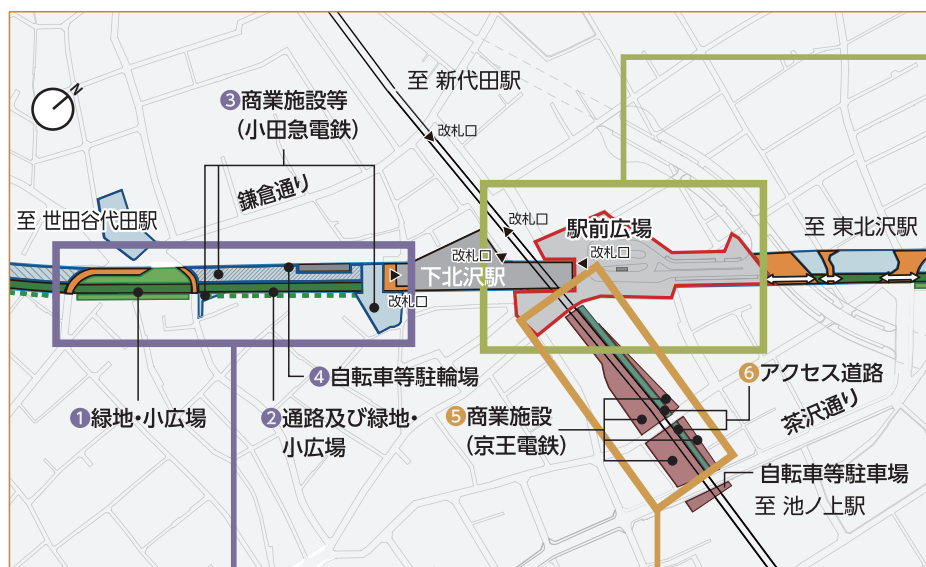 N
至 新代田駅
❸商業施設等
(小田急電鉄)
改札口
鎌倉通り
至 世田谷代田駅
改札口
駅前広場
至 東北沢駅
改札口
改札口
下北沢駅
改札口
❹自転車等駐輪場
❻アクセス道路
❶緑地・小広場
❷通路及び緑地・
小広場
❺商業施設
(京王電鉄)
茶沢通り
自転車等駐車場
至 池ノ上駅